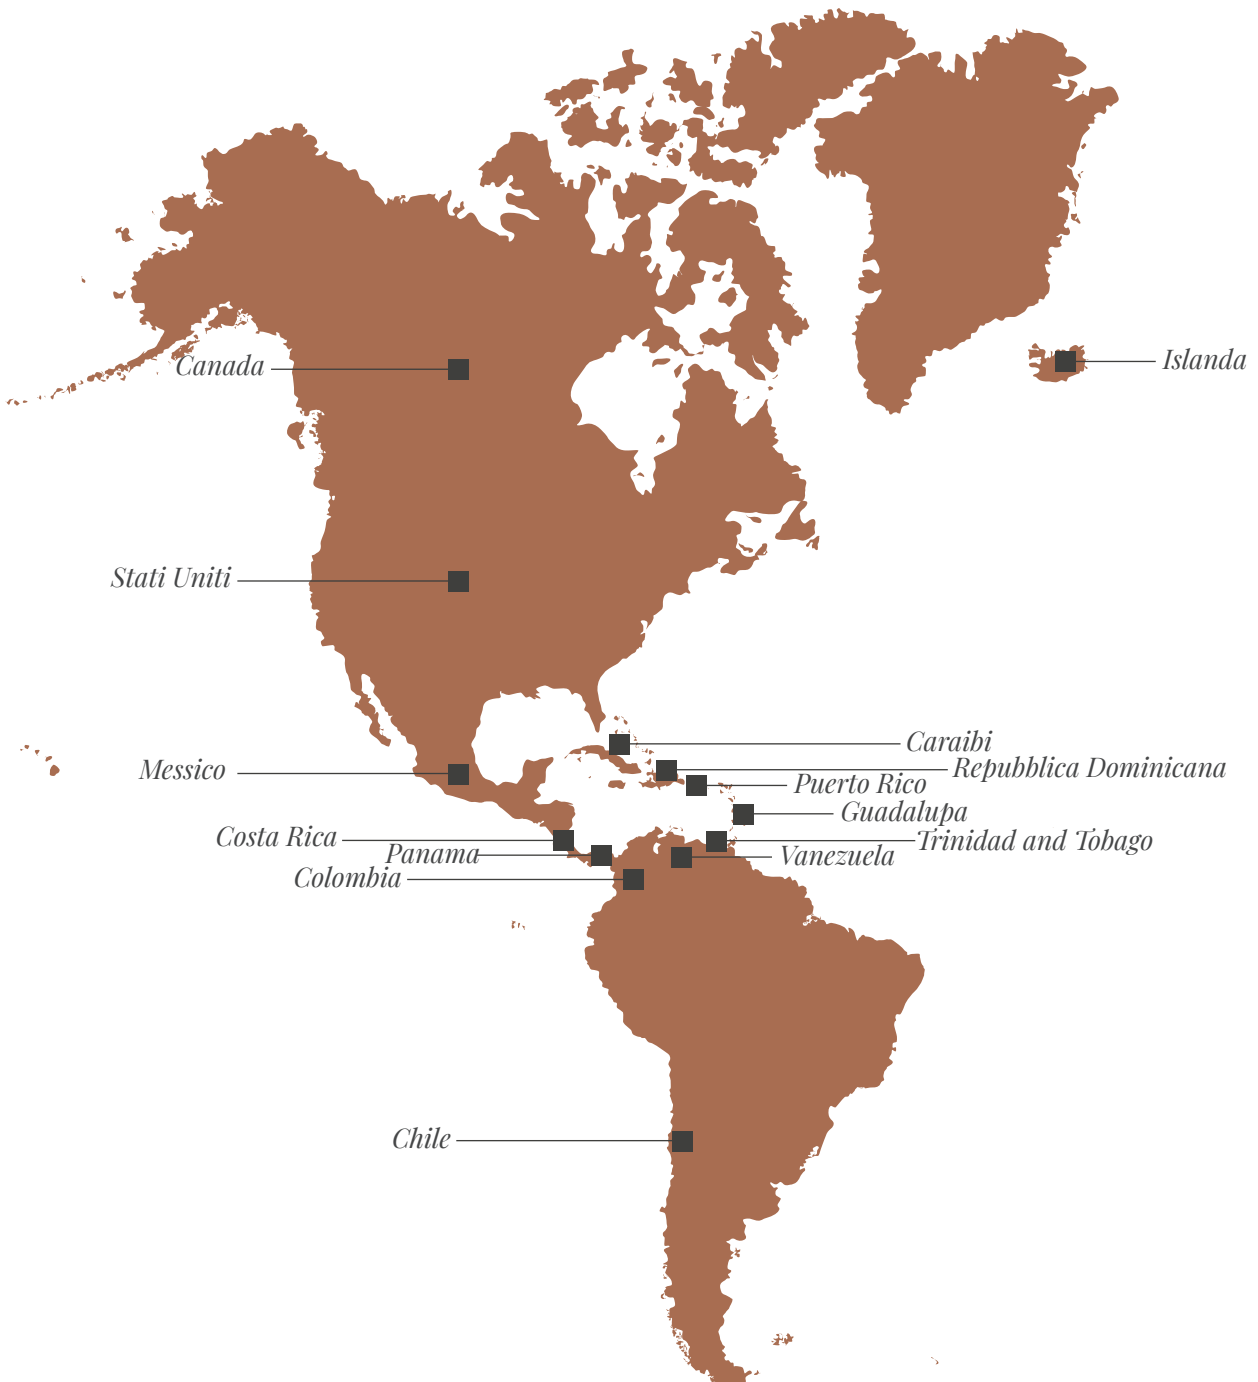 Islanda
Canada
Stati Uniti
Caraibi
Repubblica Dominicana
Messico
Puerto Rico
Guadalupa
Costa Rica
Trinidad and Tobago
Panama
Vanezuela
Colombia
Chile